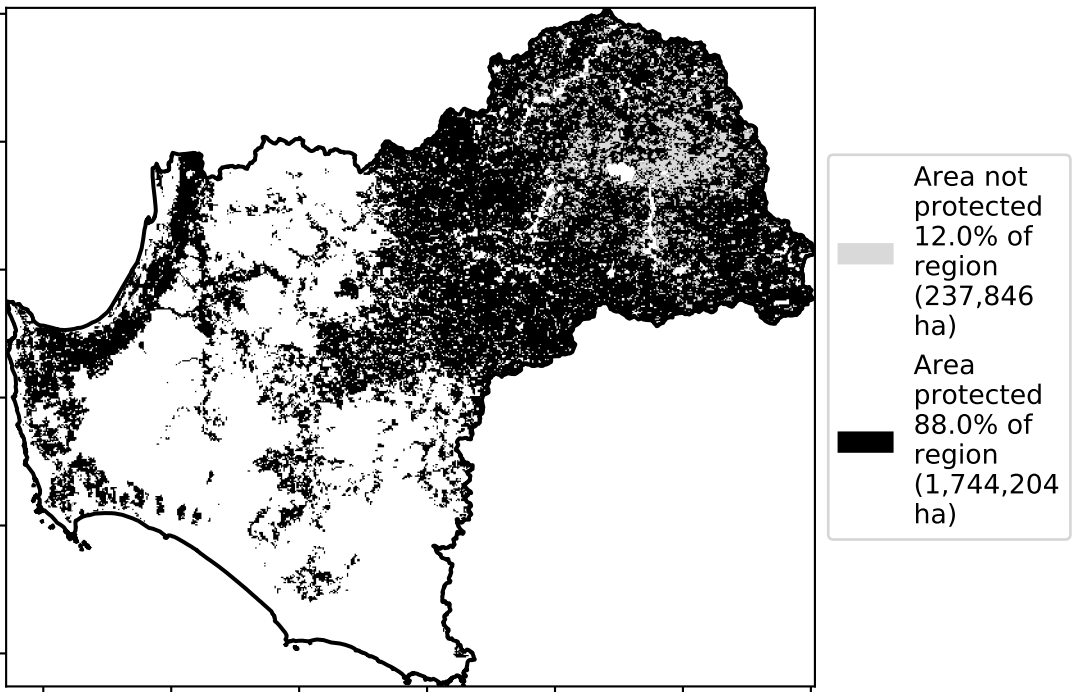 Area not
protected
12.0% of
region
(237,846
ha)
Area
protected
88.0% of
region
(1,744,204
ha)